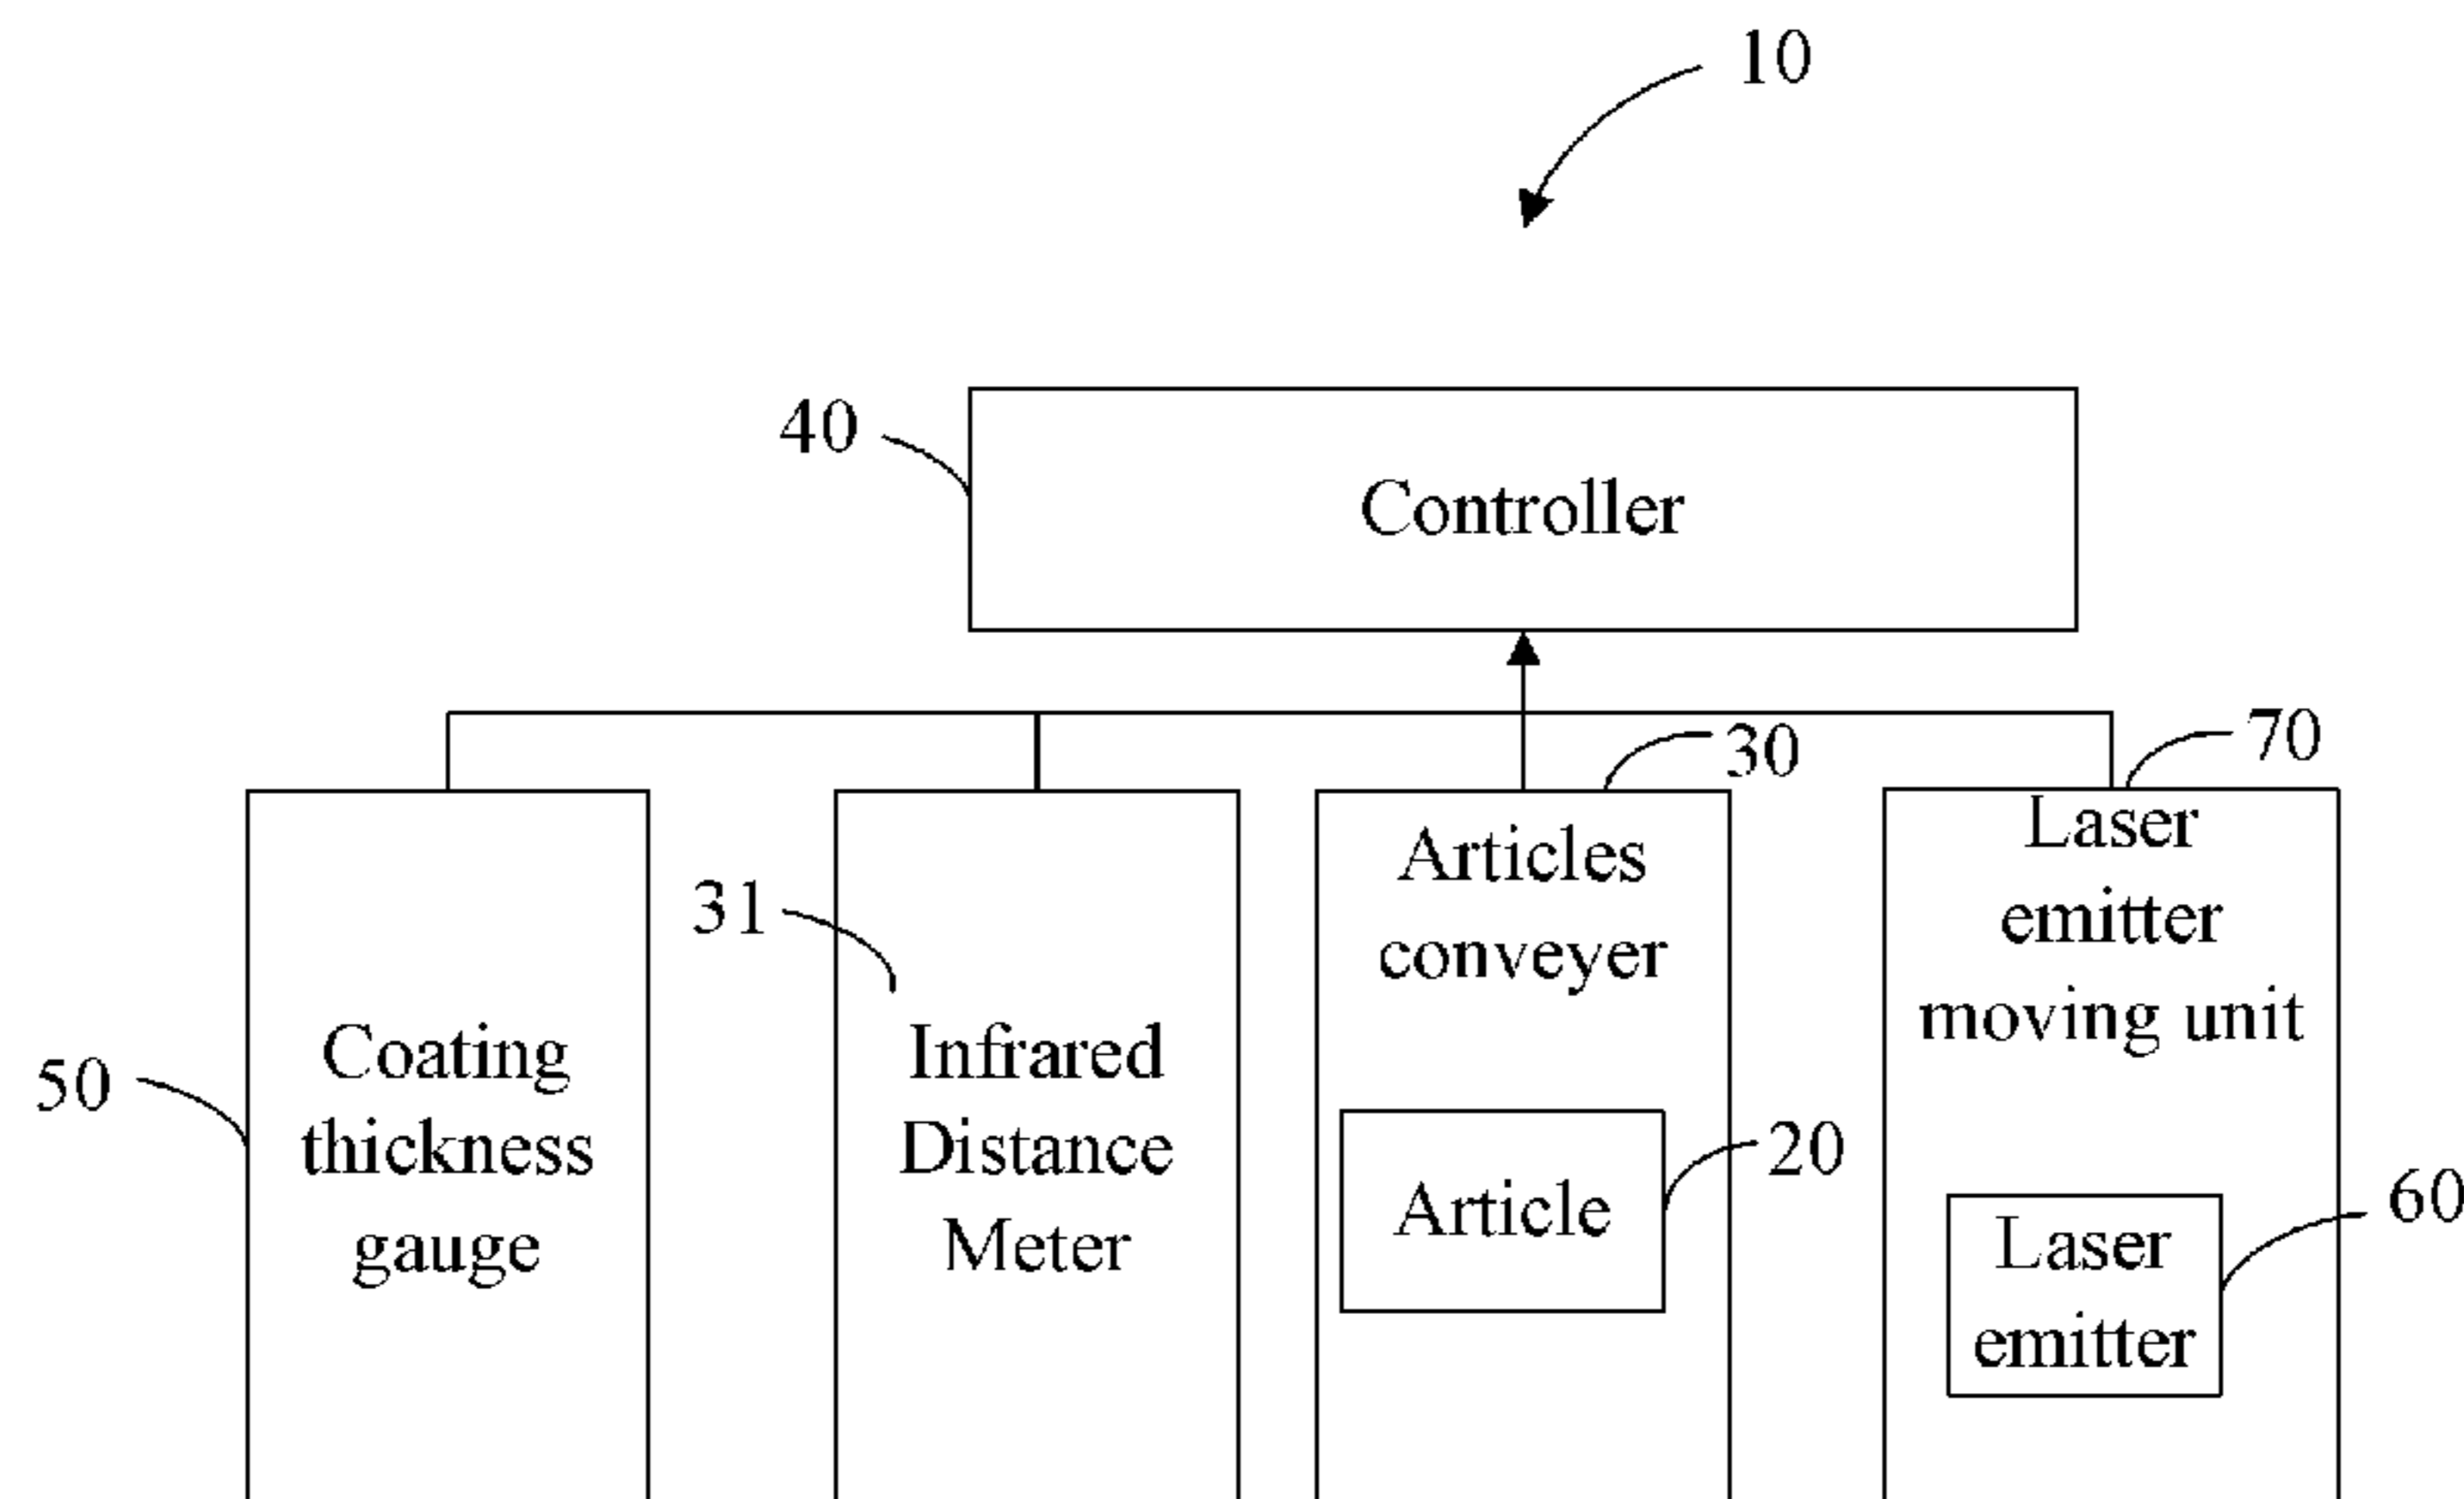 10
40
Controller
30
70
50
Coating
thickness
gauge
31
Infrared
Distance
Meter
Articles
conveyer
Article
20
Laser
emitter
moving unit
Laser
emitter
60